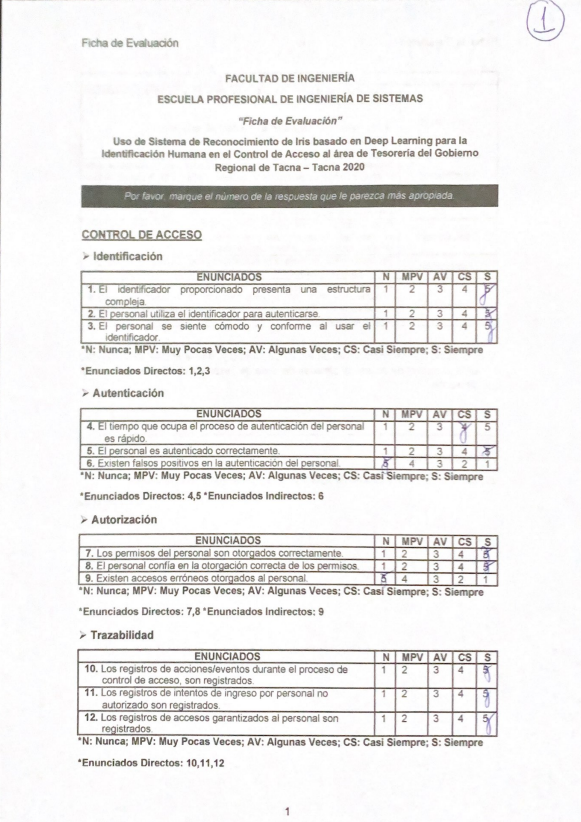 1
Ficha de Evaluación
FACULTAD DE INGENIERÍA
ESCUELA PROFESIONAL DE INGENIERÍA DE SISTEMAS
"Ficha de Evaluación"
Uso de Sistema de Reconocimiento de Iris basado en Deep Learning para la
Identificación Humana en el Control de Acceso al área de Tesorería del Gobierno
Regional de Tacna – Tacna 2020
Por favor, marque el número de la respuesta que le parezca más apropiada.
CONTROL DE ACCESO
➢ Identificación
ENUNCIADOS N MPV AV CS S
1. El identificador proporcionado presenta una estructura 1 2 3 4 5
compleja.
2. El personal utiliza el identificador para autenticarse. 1 2 3 4 5
3. El personal se siente cómodo y conforme al usar el 1 2 3 4 5
identificador.
*N: Nunca; MPV: Muy Pocas Veces; AV: Algunas Veces; CS: Casi Siempre; S: Siempre
*Enunciados Directos: 1,2,3
➢ Autenticación
ENUNCIADOS N MPV AV CS S
4. El tiempo que ocupa el proceso de autenticación del personal 1 2 3 4 5
es rápido.
5. El personal es autenticado correctamente. 1 2 3 4 5
6. Existen falsos positivos en la autenticación del personal. 5 4 3 2 1
*N: Nunca; MPV: Muy Pocas Veces; AV: Algunas Veces; CS: Casi Siempre; S: Siempre
*Enunciados Directos: 4,5 *Enunciados Indirectos: 6
➢ Autorización
ENUNCIADOS N MPV AV CS S
7. Los permisos del personal son otorgados correctamente. 1 2 3 4 5
8. El personal confía en la otorgación correcta de los permisos. 1 2 3 4 5
9. Existen accesos erróneos otorgados al personal. 5 4 3 2 1
*N: Nunca; MPV: Muy Pocas Veces; AV: Algunas Veces; CS: Casi Siempre; S: Siempre
*Enunciados Directos: 7,8 *Enunciados Indirectos: 9
➢ Trazabilidad
ENUNCIADOS N MPV AV CS S
10. Los registros de acciones/eventos durante el proceso de 1 2 3 4 5
control de acceso, son registrados.
11. Los registros de intentos de ingreso por personal no 1 2 3 4 5
autorizado son registrados.
12. Los registros de accesos garantizados al personal son 1 2 3 4 5
registrados.
*N: Nunca; MPV: Muy Pocas Veces; AV: Algunas Veces; CS: Casi Siempre; S: Siempre
*Enunciados Directos: 10,11,12
1